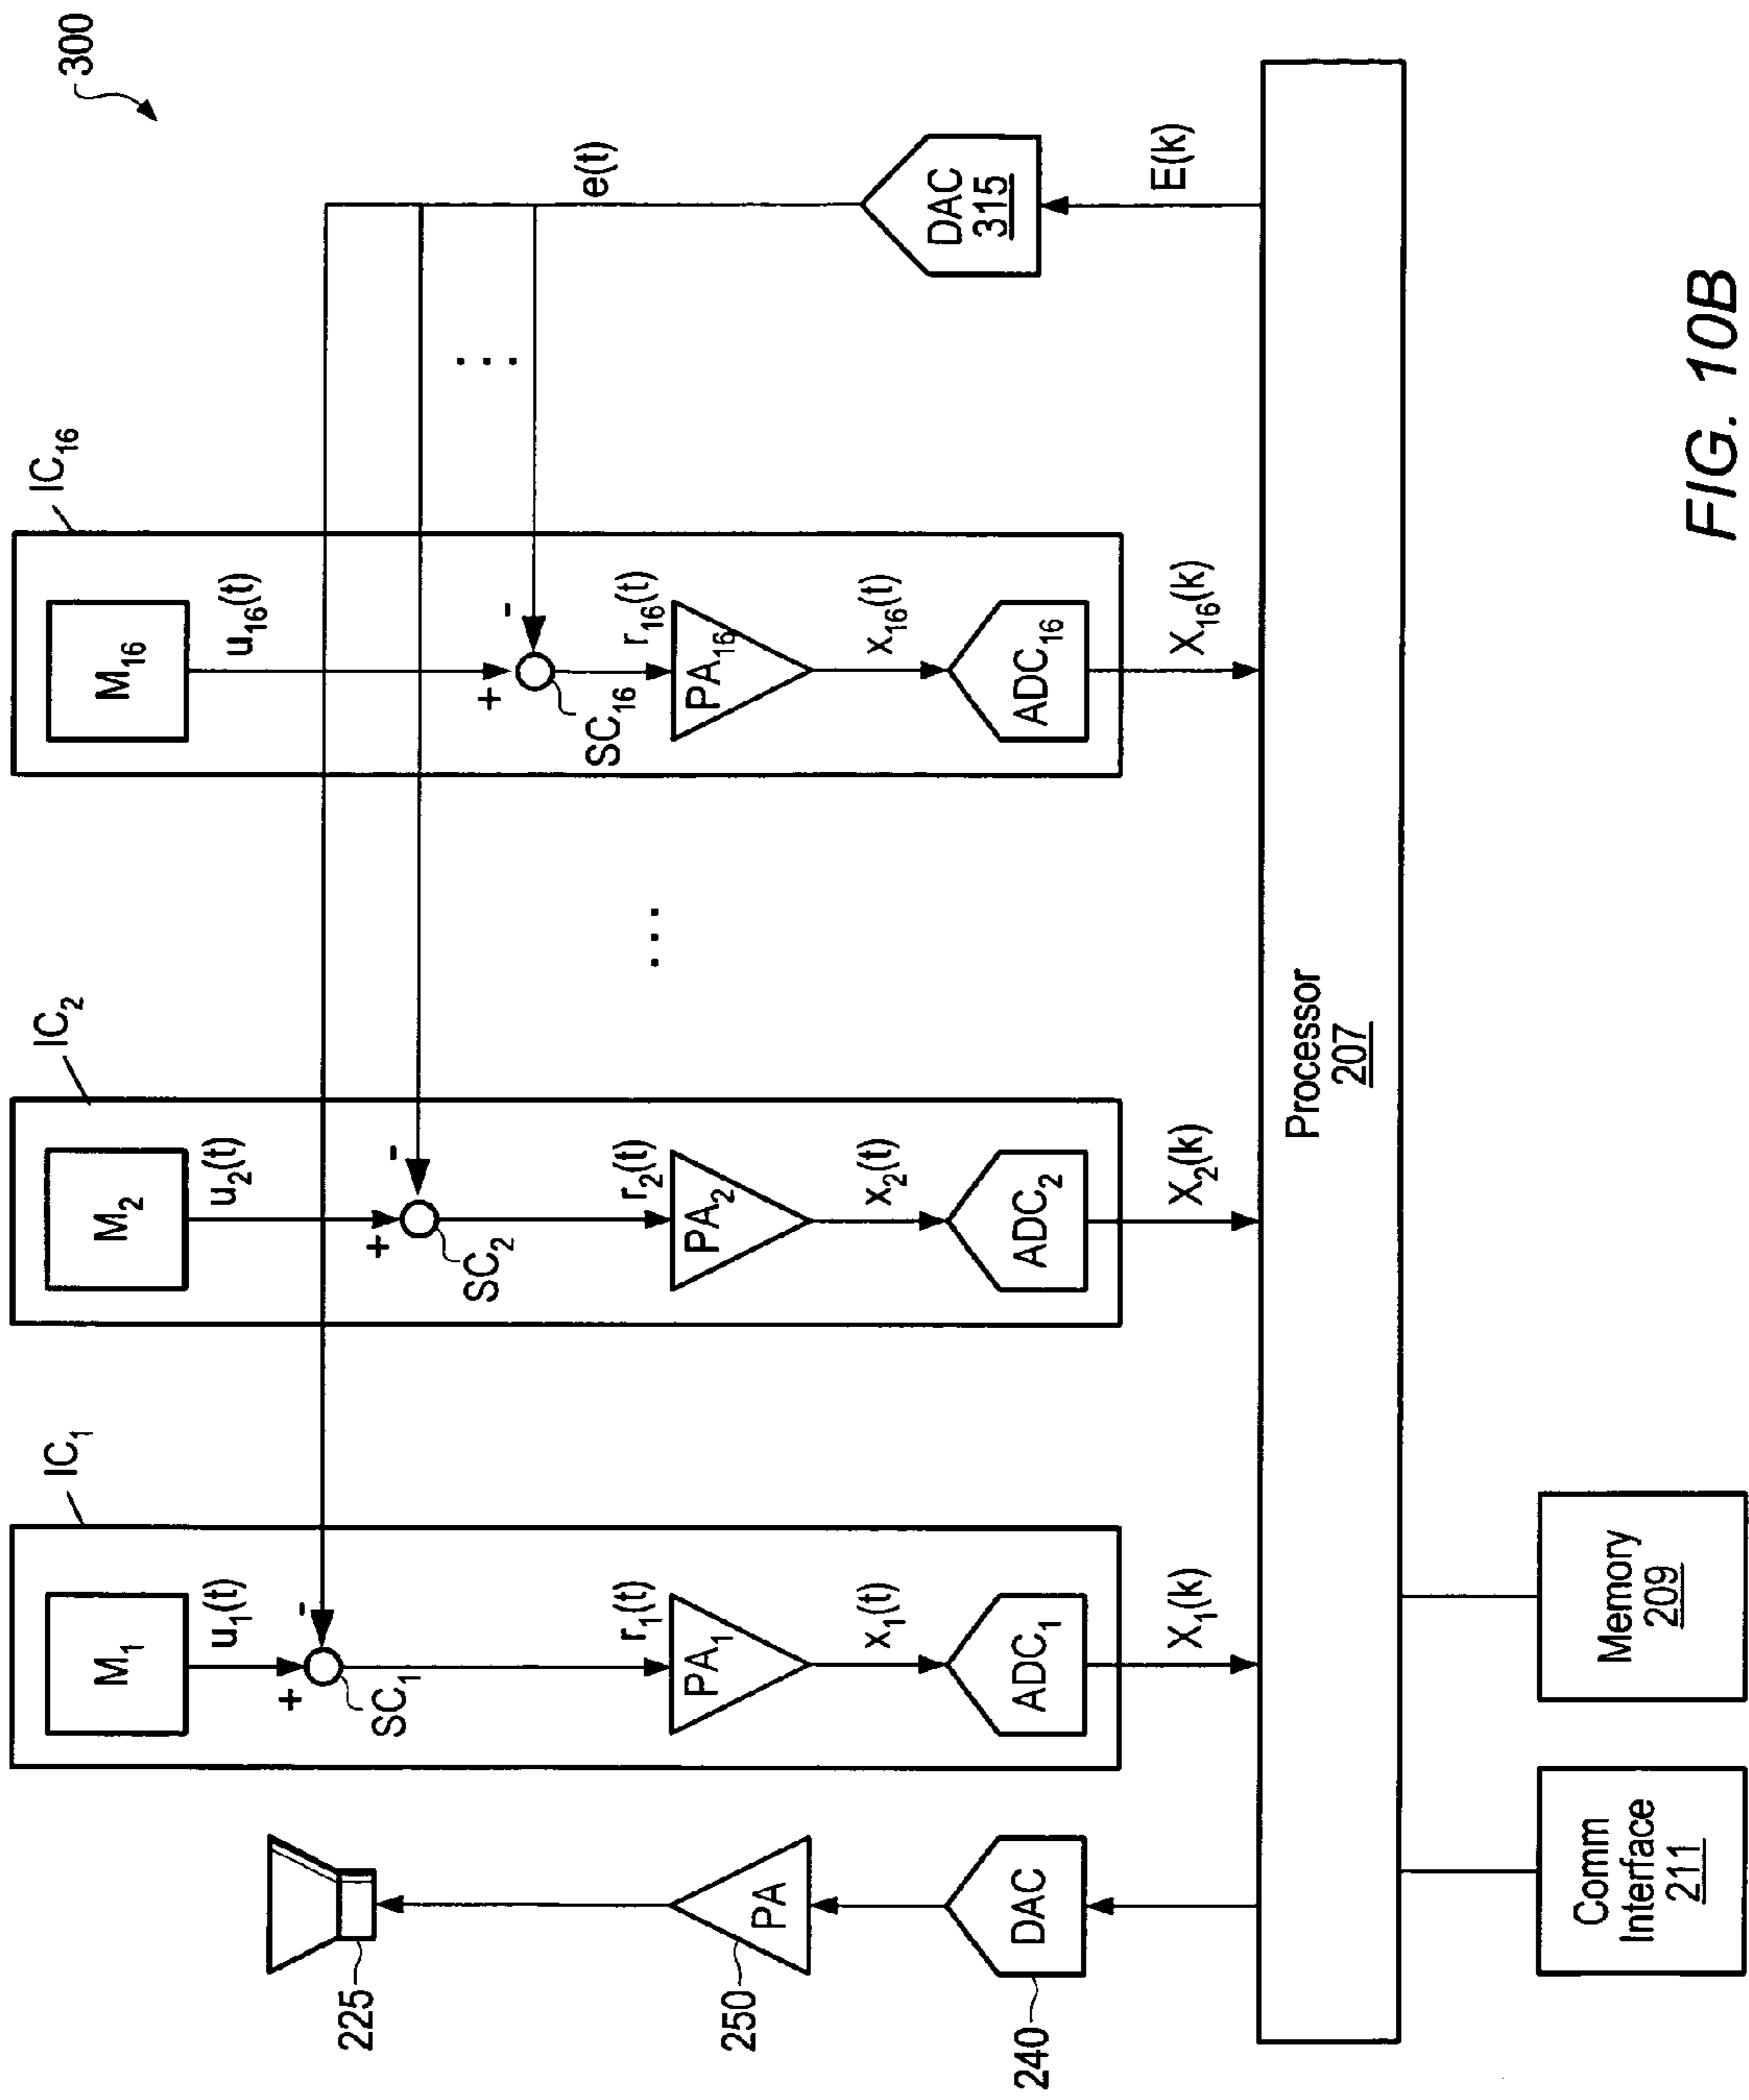 300
IC₁
IC₂
IC₁₆
M₁
M₂
M₁₆
u₁(t)
u₂(t)
u₁₆(t)
+
-
+
-
+
-
e(t)
...
SC₁
SC₂
SC₁₆
225
r₁(t)
r₂(t)
r₁₆(t)
...
250
PA
PA₁
PA₂
PA₁₆
x₁(t)
x₂(t)
x₁₆(t)
240
DAC
ADC₁
ADC₂
ADC₁₆
DAC
315
X₁(k)
X₂(k)
X₁₆(k)
E(k)
Processor
207
Comm
Interface
211
Memory
209
FIG. 10B